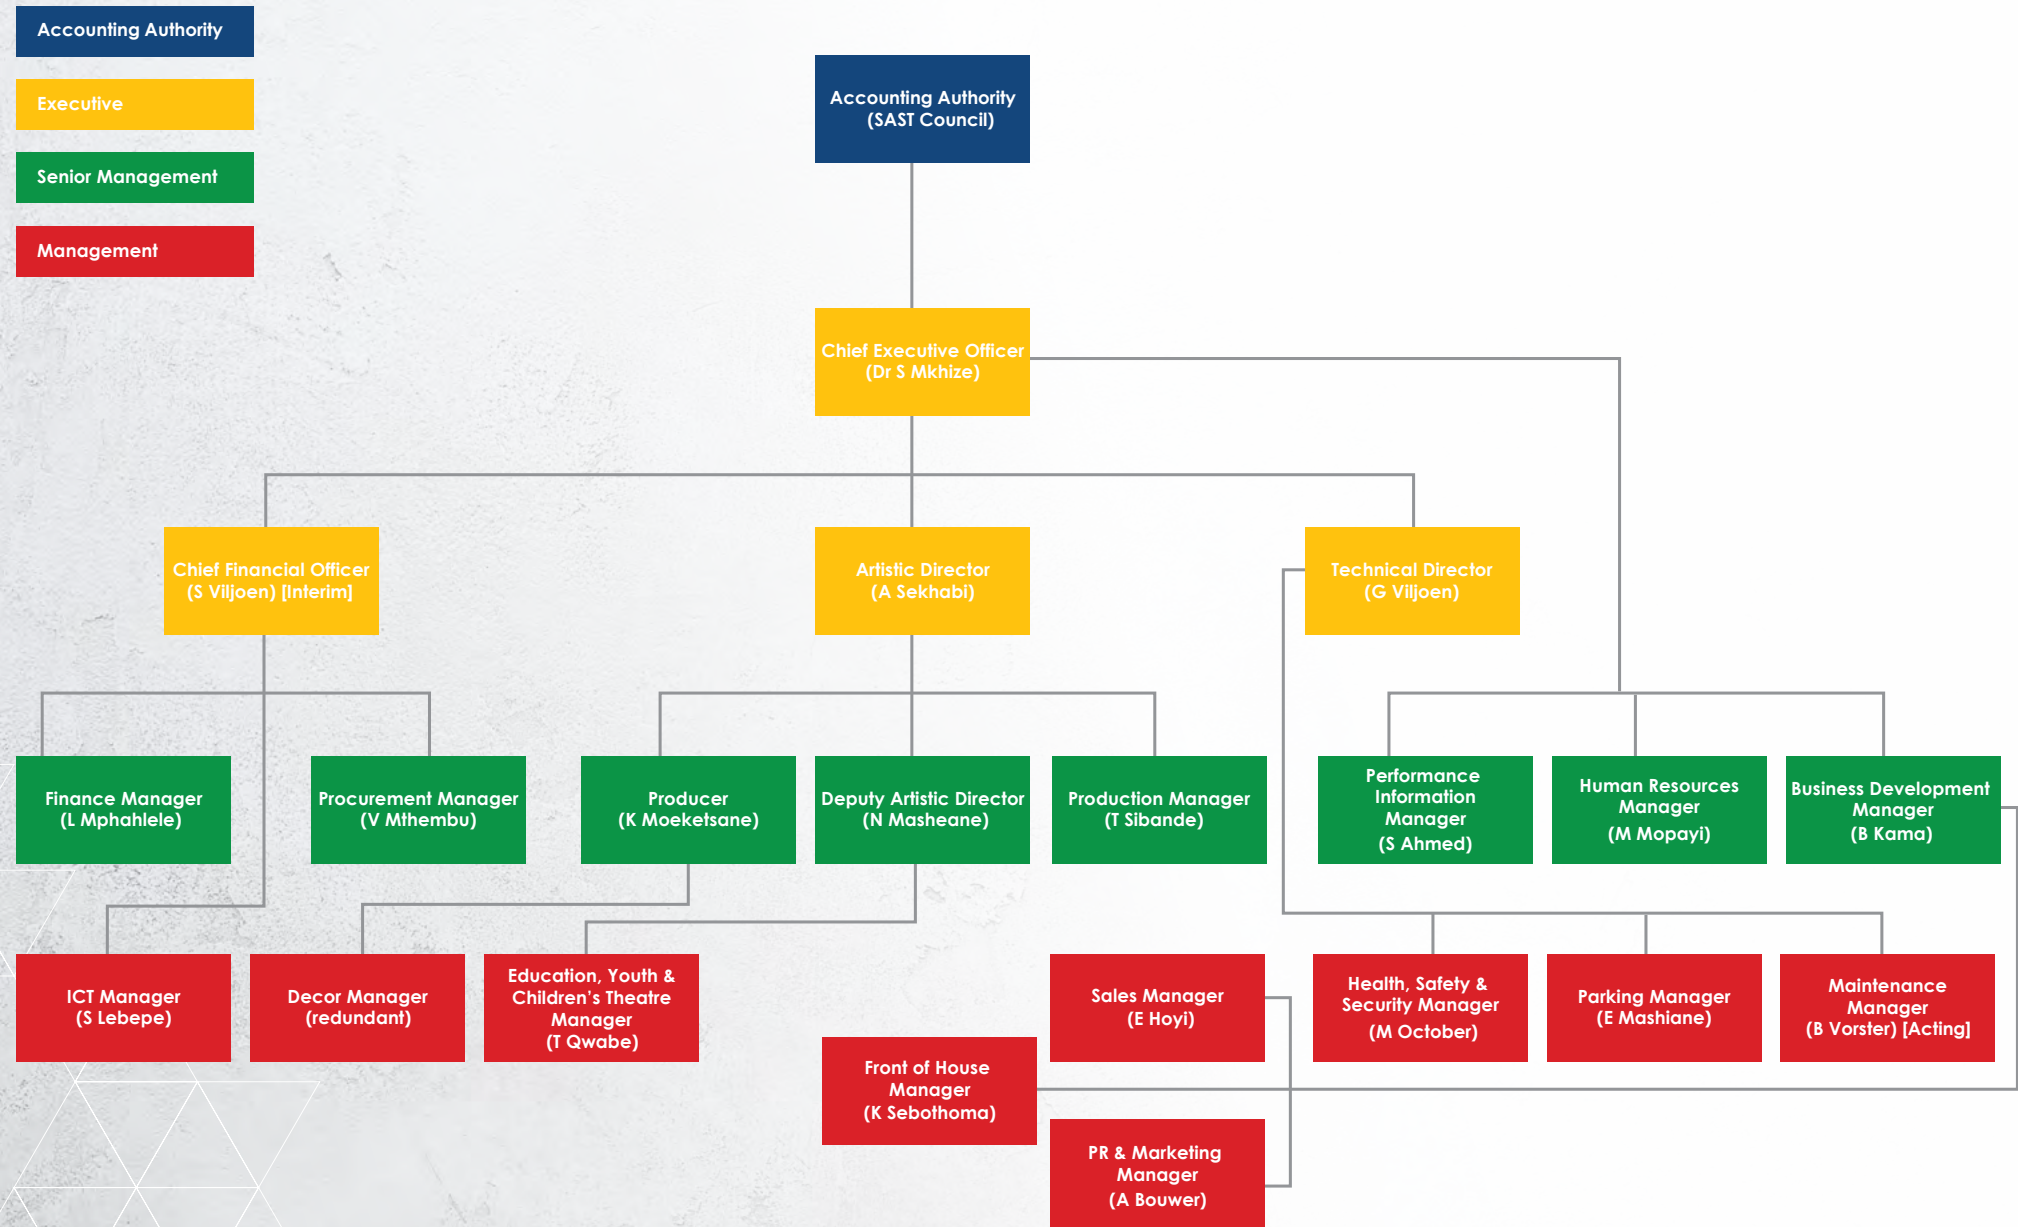 Accounting Authority
Executive
Senior Management
Management
Accounting Authority
(SAST Council)
Chief Executive Officer
(Dr S Mkhize)
Chief Financial Officer
(S Viljoen) [Interim]
Artistic Director
(A Sekhabi)
Technical Director
(G Viljoen)
Finance Manager
(L Mphahlele)
Procurement Manager
(V Mthembu)
Producer
(K Moeketsane)
Deputy Artistic Director
(N Masheane)
Production Manager
(T Sibande)
Performance
Information
Manager
(S Ahmed)
Human Resources
Manager
(M Mopayi)
Business Development
Manager
(B Kama)
ICT Manager
(S Lebepe)
Decor Manager
(redundant)
Education, Youth &
Children’s Theatre
Manager
(T Qwabe)
Front of House
Manager
(K Sebothoma)
Sales Manager
(E Hoyi)
PR & Marketing
Manager
(A Bouwer)
Health, Safety &
Security Manager
(M October)
Parking Manager
(E Mashiane)
Maintenance
Manager
(B Vorster) [Acting]